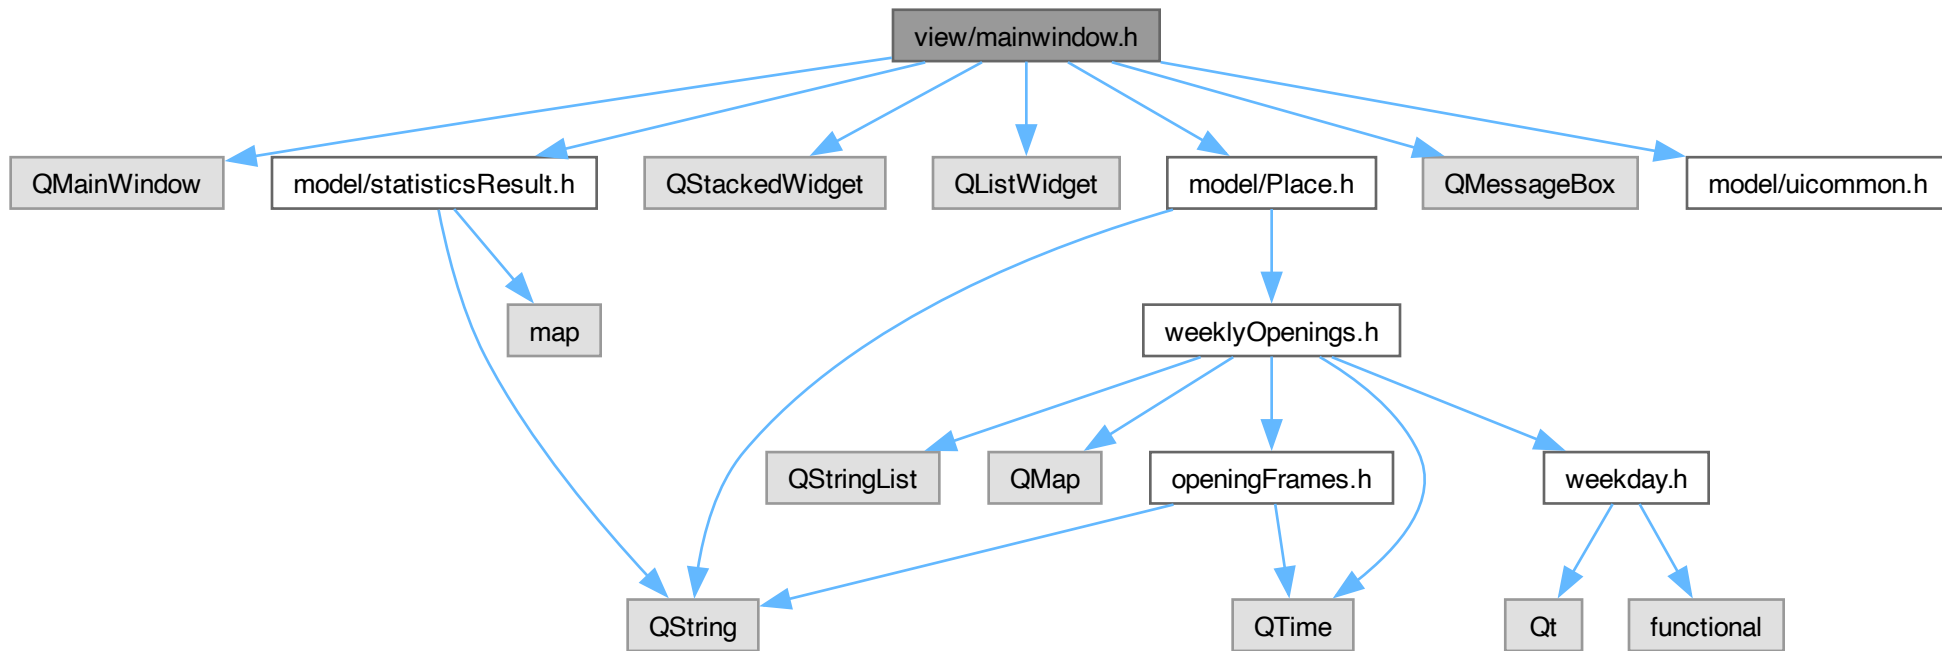 view/mainwindow.h
QMainWindow
model/statisticsResult.h
QStackedWidget
QListWidget
model/Place.h
QMessageBox
model/uicommon.h
map
weeklyOpenings.h
QStringList
QMap
openingFrames.h
weekday.h
QString
QTime
Qt
functional